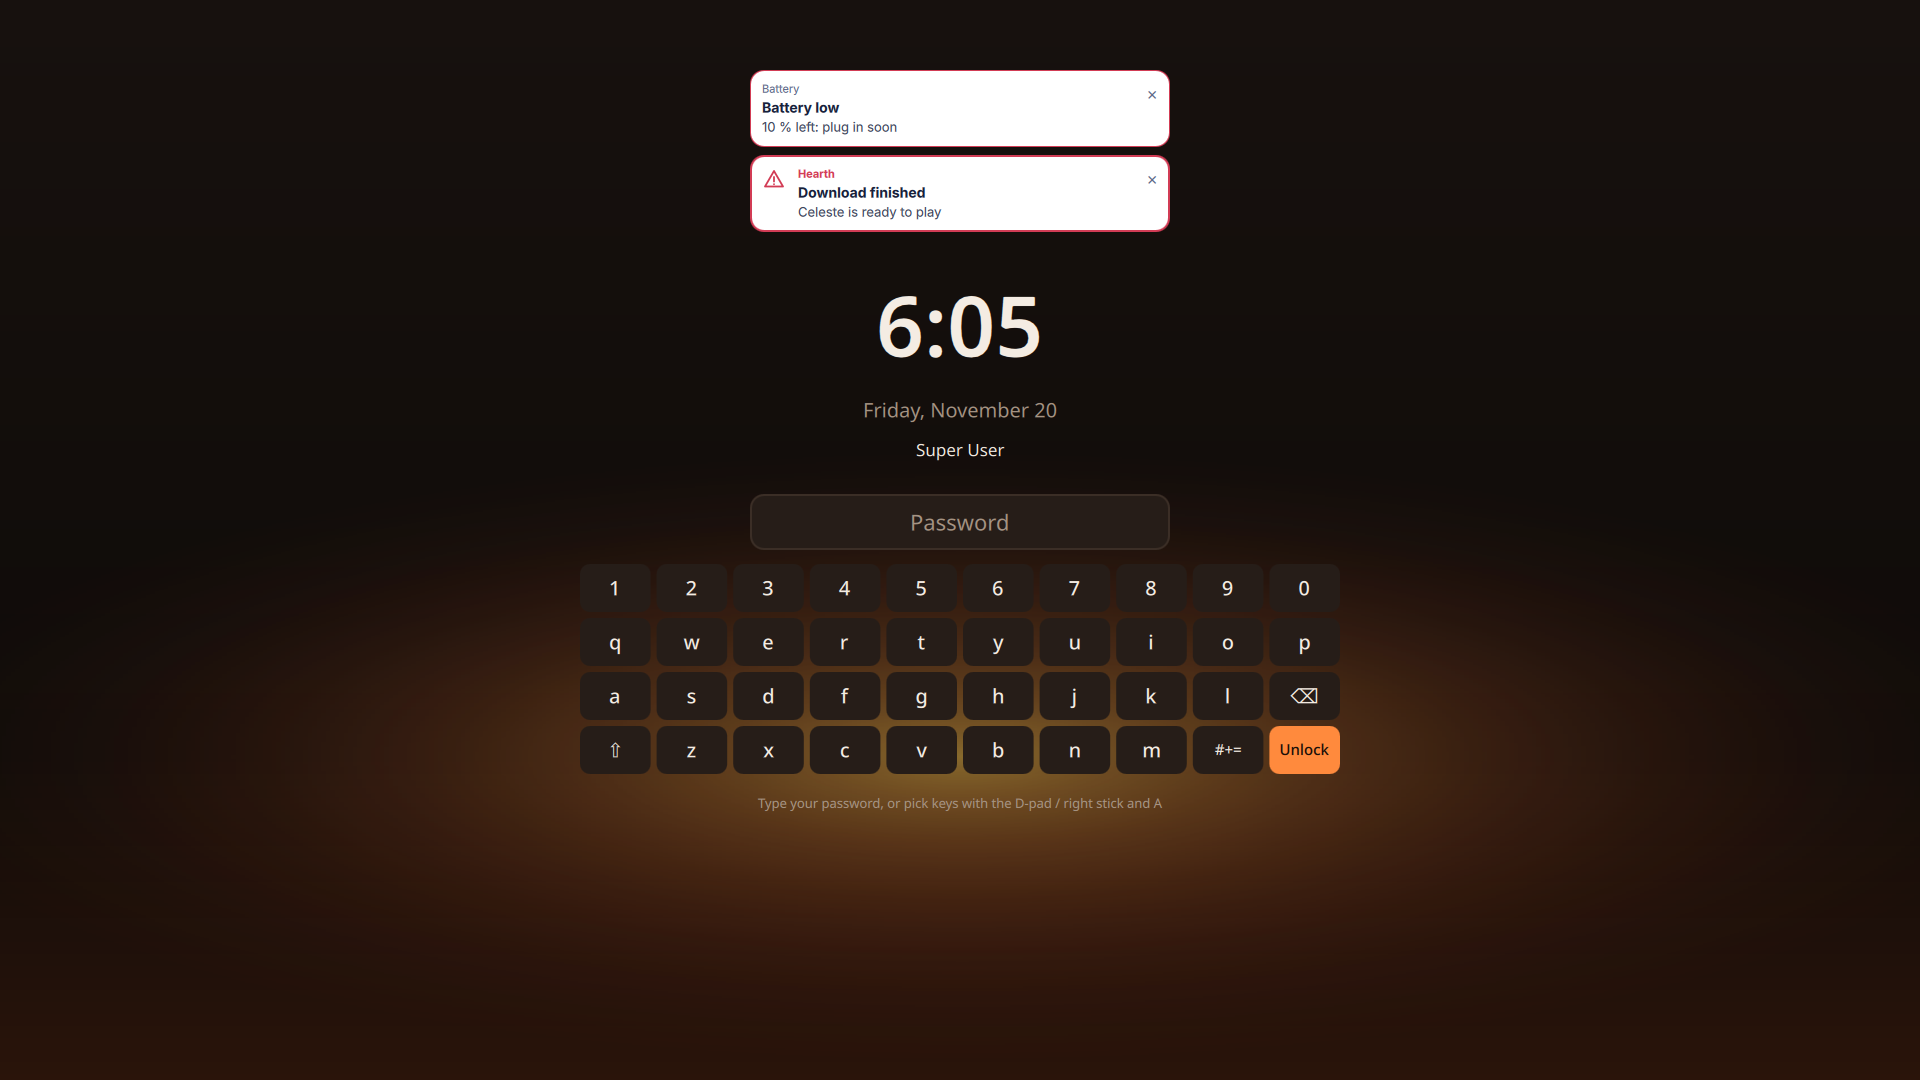 Battery
Battery low
10 % left: plug in soon
×
Hearth
Download finished
Celeste is ready to play
×
6:05
Friday, November 20
Super User
Password
1 2 3 4 5 6 7 8 9 0
q w e r t y u i o p
a s d f g h j k l ⌫
⇧ z x c v b n m #+= Unlock
Type your password, or pick keys with the D-pad / right stick and A